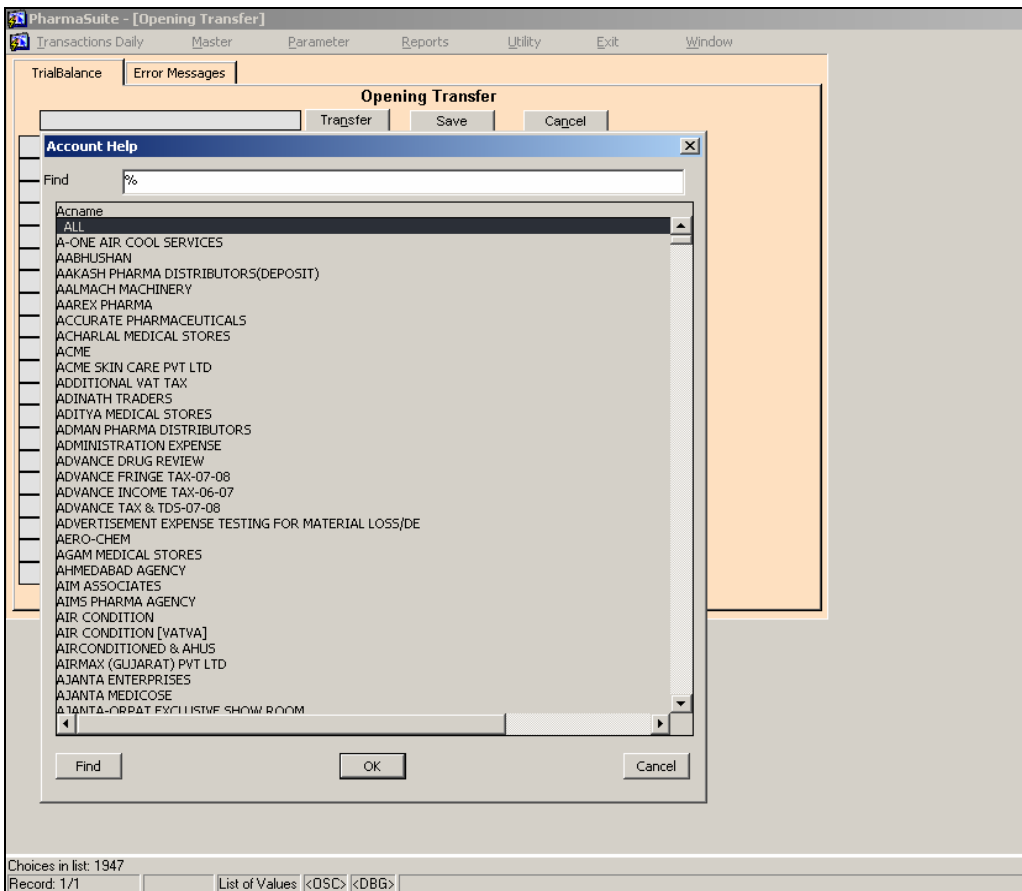 PharmaSuite - [Opening Transfer]
Transactions Daily Master Parameter Reports Utility Exit Window
TrialBalance Error Messages
Opening Transfer
Transfer Save Cancel
Account Help
Find %
Acname
ALL
A-ONE AIR COOL SERVICES
AABHUSHAN
AAKASH PHARMA DISTRIBUTORS(DEPOSIT)
AALMACH MACHINERY
AAREX PHARMA
ACCURATE PHARMACEUTICALS
ACHARLAL MEDICAL STORES
ACME
ACME SKIN CARE PVT LTD
ADDITIONAL VAT TAX
ADINATH TRADERS
ADITYA MEDICAL STORES
ADMAN PHARMA DISTRIBUTORS
ADMINISTRATION EXPENSE
ADVANCE DRUG REVIEW
ADVANCE FRINGE TAX-07-08
ADVANCE INCOME TAX-06-07
ADVANCE TAX & TDS-07-08
ADVERTISEMENT EXPENSE TESTING FOR MATERIAL LOSS/DE
AERO-CHEM
AGAM MEDICAL STORES
AHMEDABAD AGENCY
AIM ASSOCIATES
AIMS PHARMA AGENCY
AIR CONDITION
AIR CONDITION [VATVA]
AIRCONDITIONED & AHUS
AIRMAX (GUJARAT) PVT LTD
AJANTA ENTERPRISES
AJANTA MEDICOSE
AJANTA-ORPAT EXCLUSIVE SHOW ROOM
Find OK Cancel
Choices in list: 1947
Record: 1/1 List of Values <OSC> <DBG>